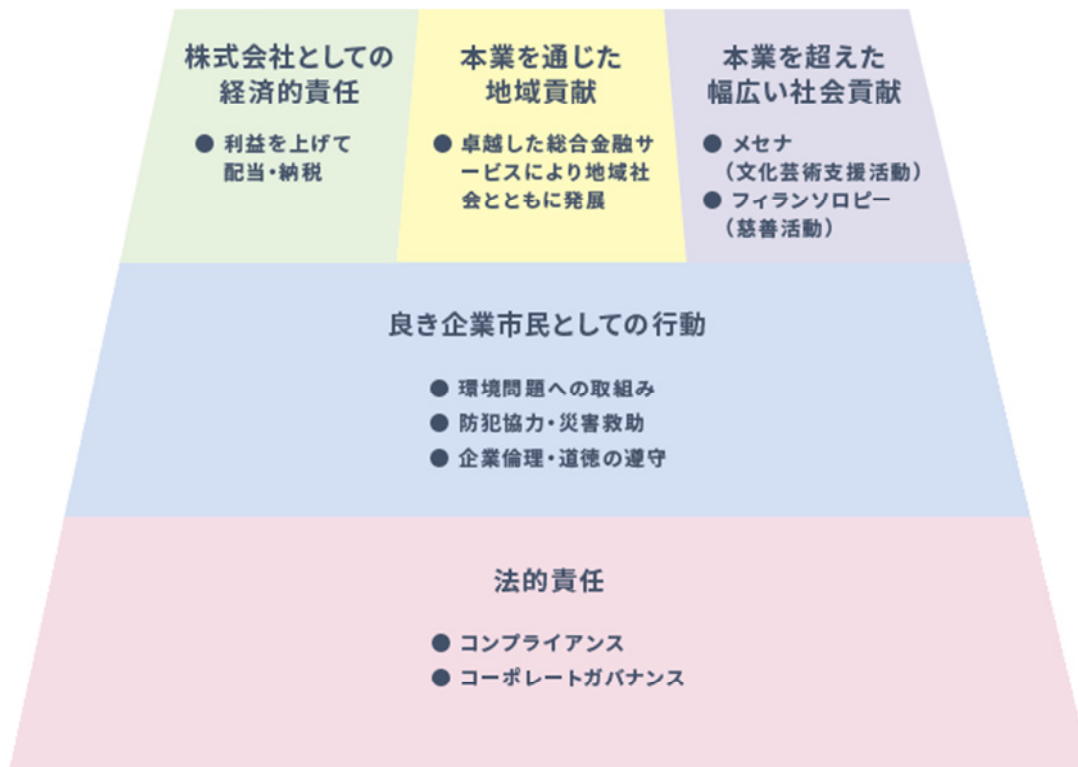 株式会社としての
経済的責任
● 利益を上げて
配当・納税
本業を通じた
地域貢献
● 卓越した総合金融サ
ービスにより地域社
会とともに発展
本業を超えた
幅広い社会貢献
● メセナ
（文化芸術支援活動）
● フィランソロピー
（慈善活動）
良き企業市民としての行動
● 環境問題への取組み
● 防犯協力・災害救助
● 企業倫理・道徳の遵守
法的責任
● コンプライアンス
● コーポレートガバナンス